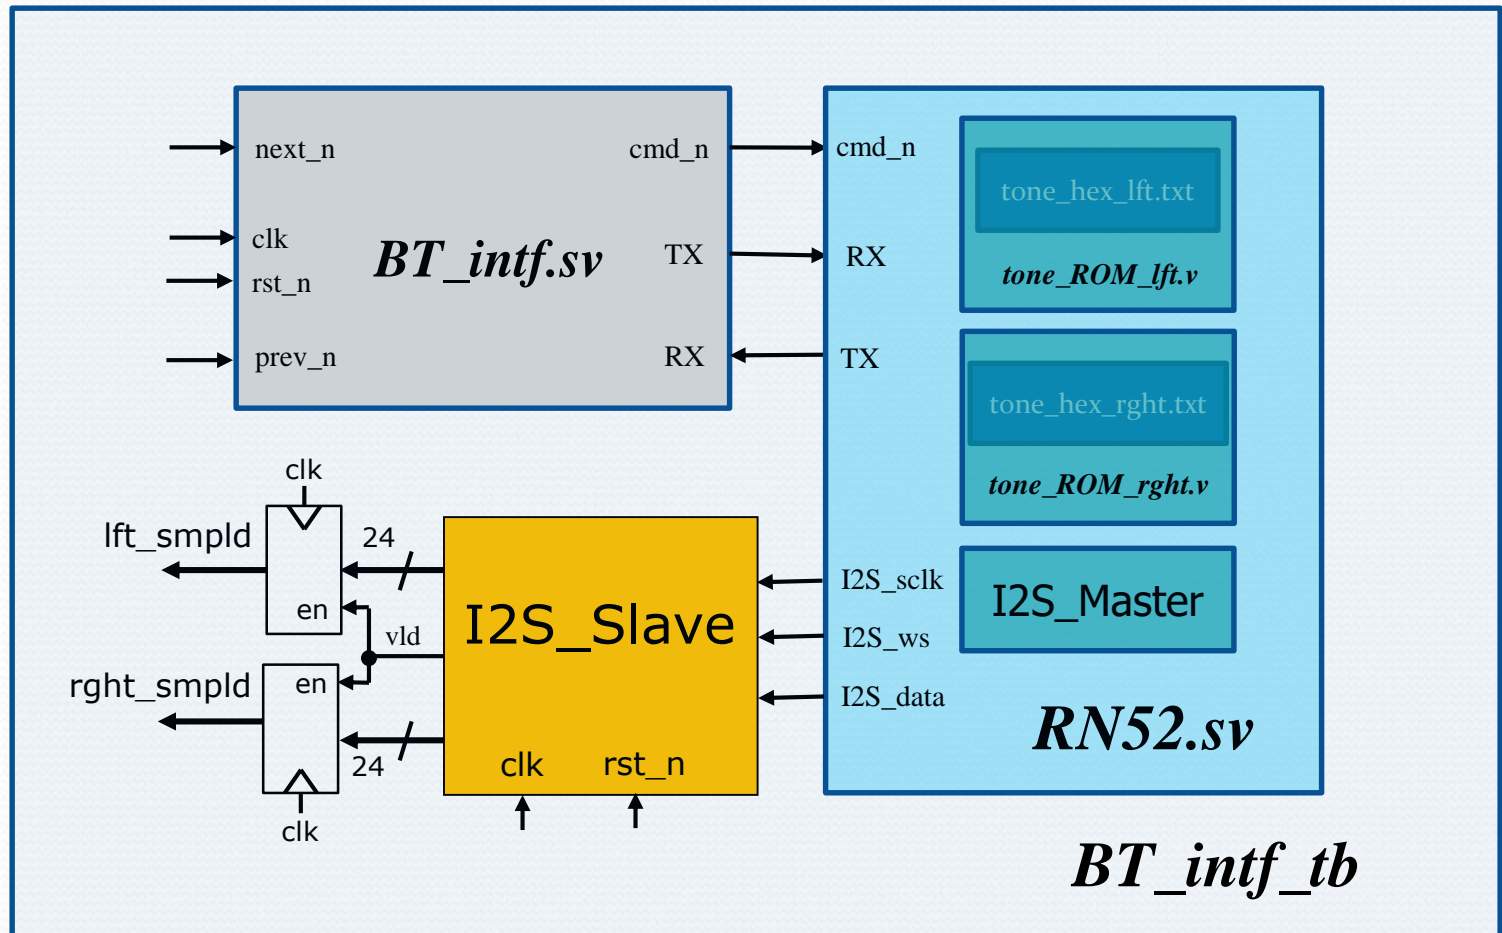 next_n
cmd_n
clk
rst_n
BT_intf.sv
TX
prev_n
RX
cmd_n
RX
TX
tone_hex_lft.txt
tone_ROM_lft.v
tone_hex_rght.txt
tone_ROM_rght.v
I2S_sclk
I2S_ws
I2S_data
I2S_Master
RN52.sv
clk
lft_smpld
24
en
vld
I2S_Slave
rght_smpld
en
24
clk
clk
rst_n
BT_intf_tb